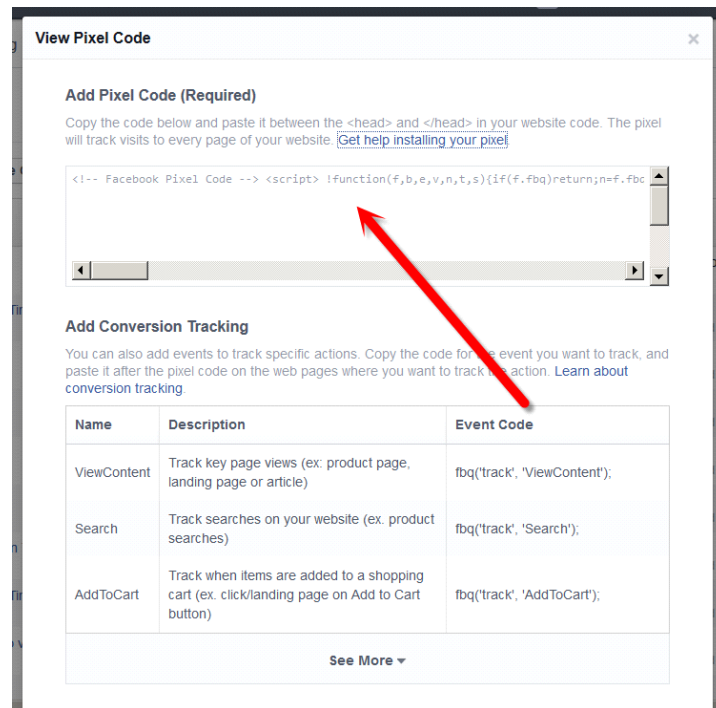 View Pixel Code
Add Pixel Code (Required)
Copy the code below and paste it between the <head> and </head> in your website code. The pixel
will track visits to every page of your website. Get help installing your pixel
<!-- Facebook Pixel Code --> <script> !function(f,b,e,v,n,t,s){if(f.fbq)return;n=f.fbc
Add Conversion Tracking
You can also add events to track specific actions. Copy the code for the event you want to track, and
paste it after the pixel code on the web pages where you want to track the action. Learn about
conversion tracking.
Name Description Event Code
ViewContent Track key page views (ex: product page,
landing page or article) fbq('track', 'ViewContent');
Search Track searches on your website (ex. product
searches) fbq('track', 'Search');
Track when items are added to a shopping
AddToCart cart (ex. click/landing page on Add to Cart fbq('track', 'AddToCart');
button)
See More